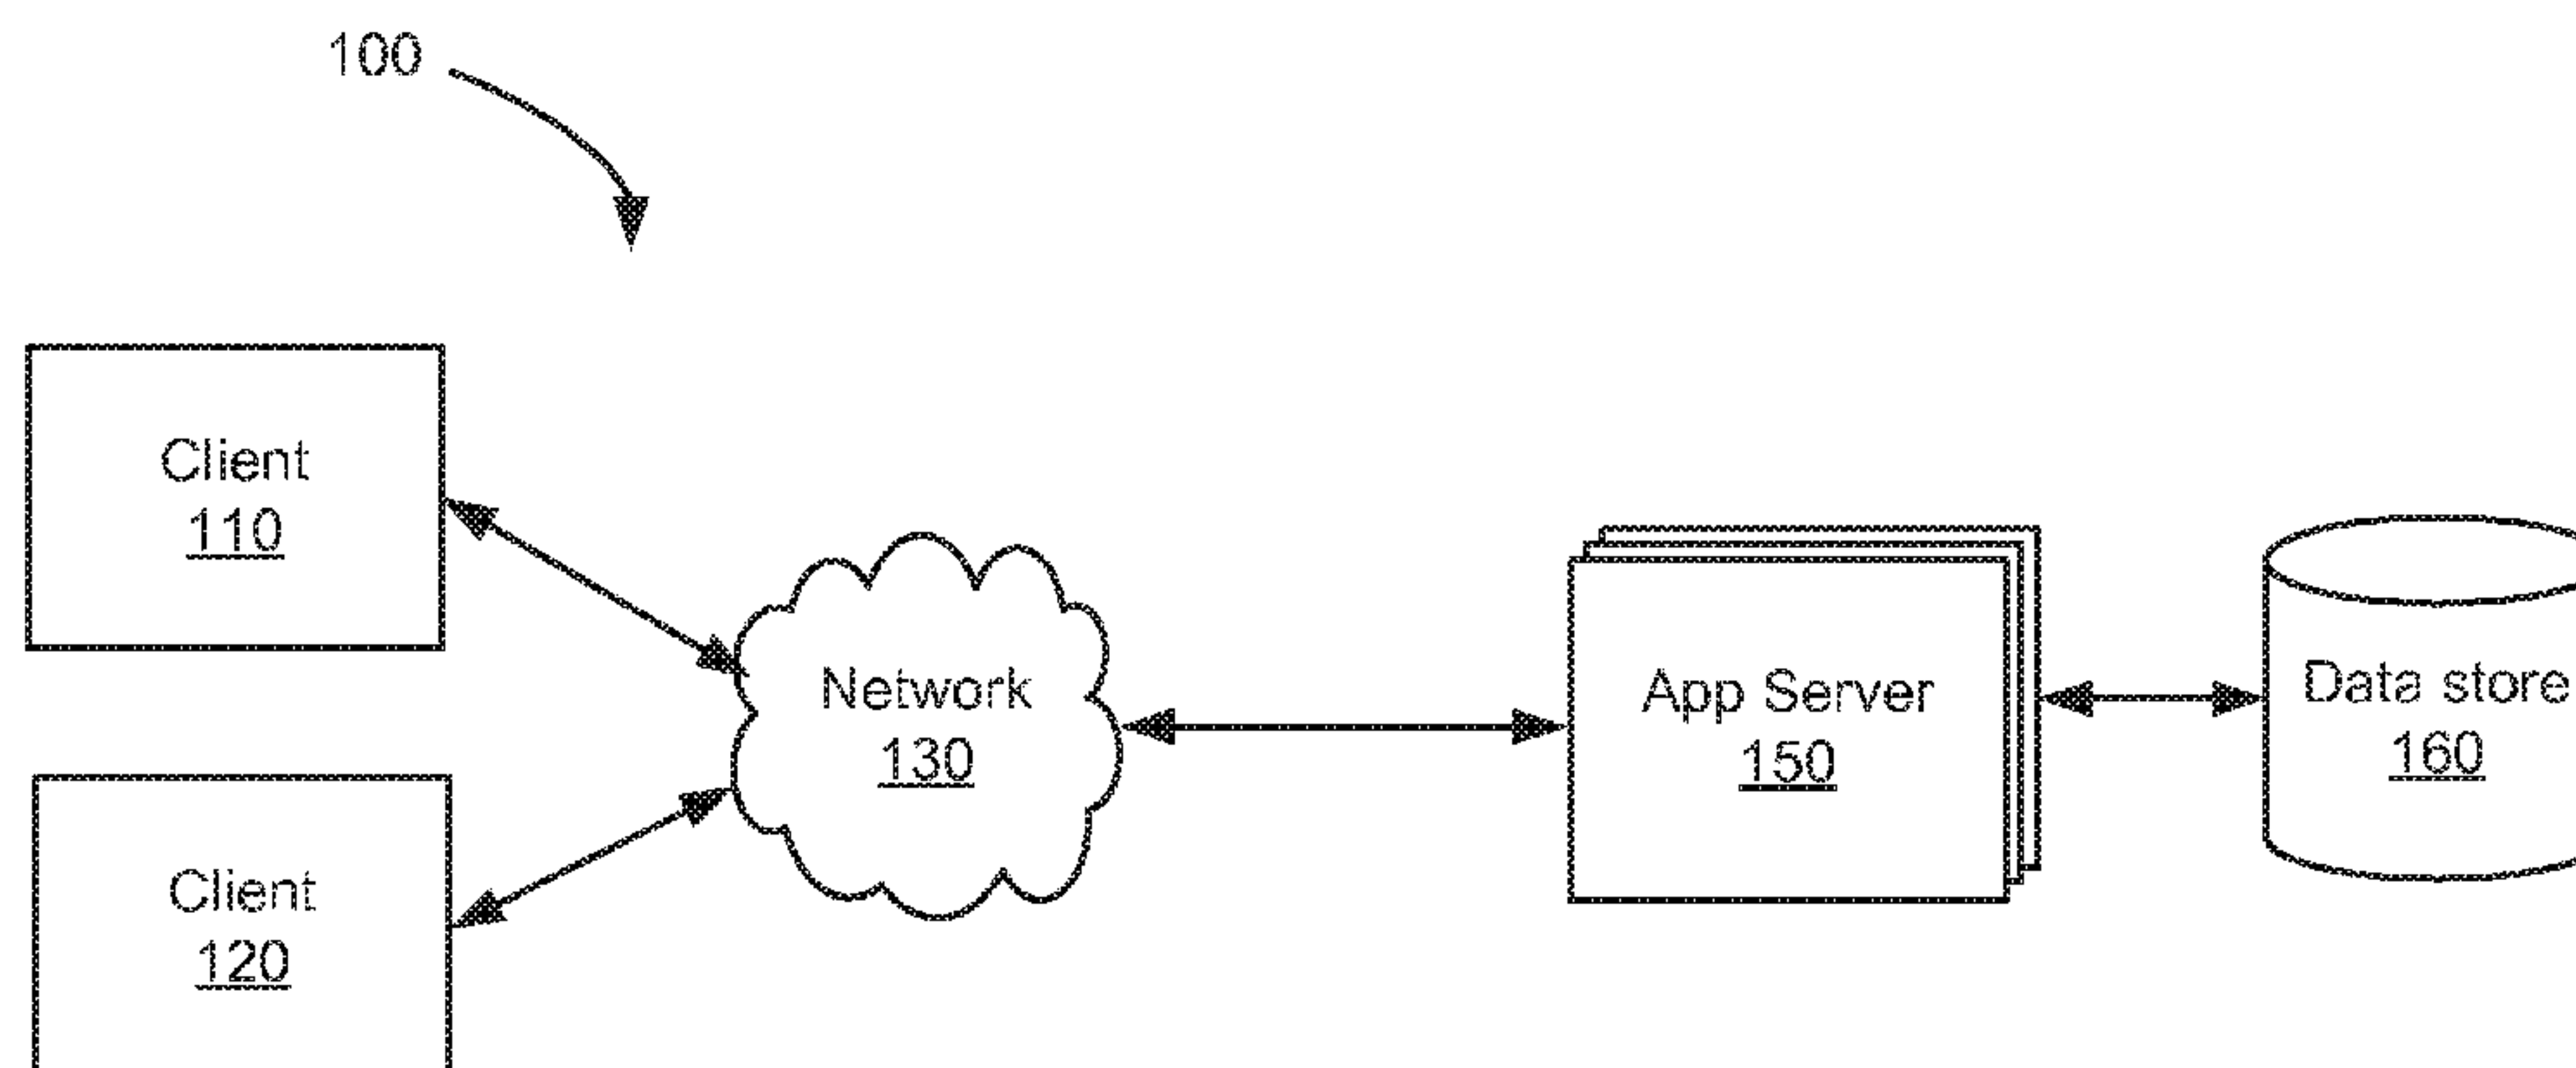 100
Client
110
Network
130
App Server
150
Data store
160
Client
120